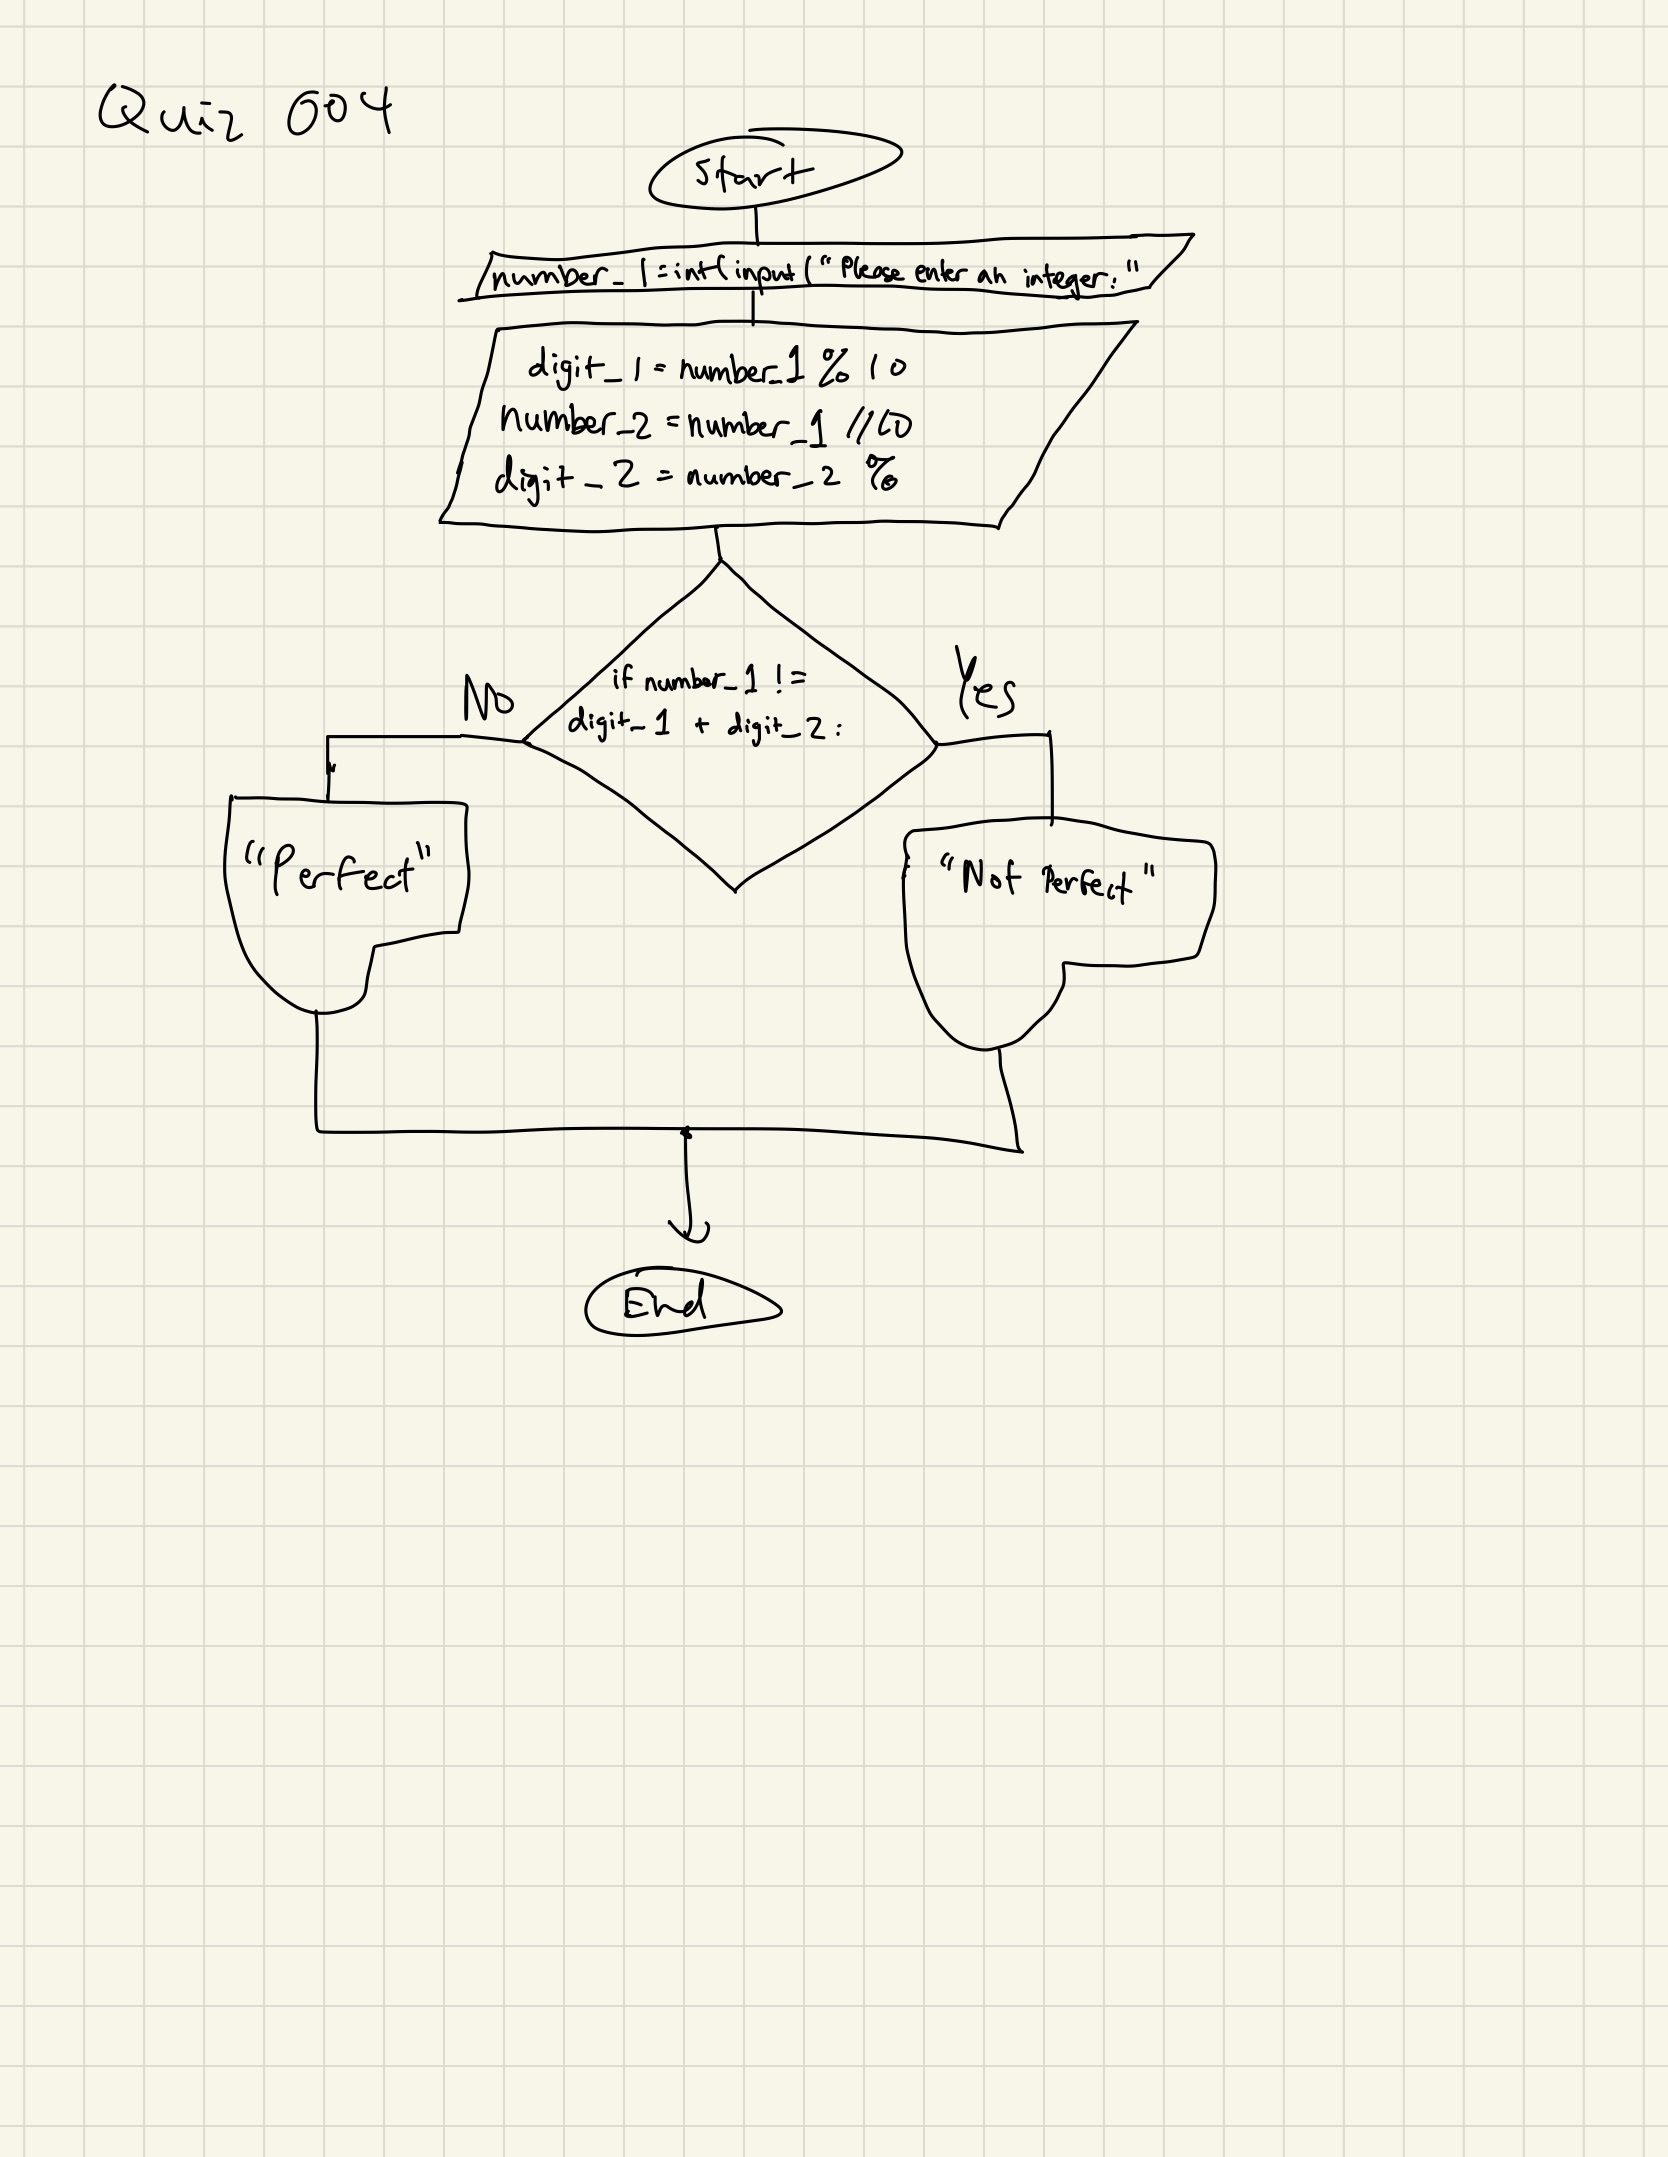 Quiz 004
Start
number_1=int(input("Please enter an integer:"
digit_1 = number_1 % 10
number_2 = number_1 //10
digit_2 = number_2 %
if number_1 !=
digit_1 + digit_2:
No
Yes
"Perfect"
"Not Perfect"
End